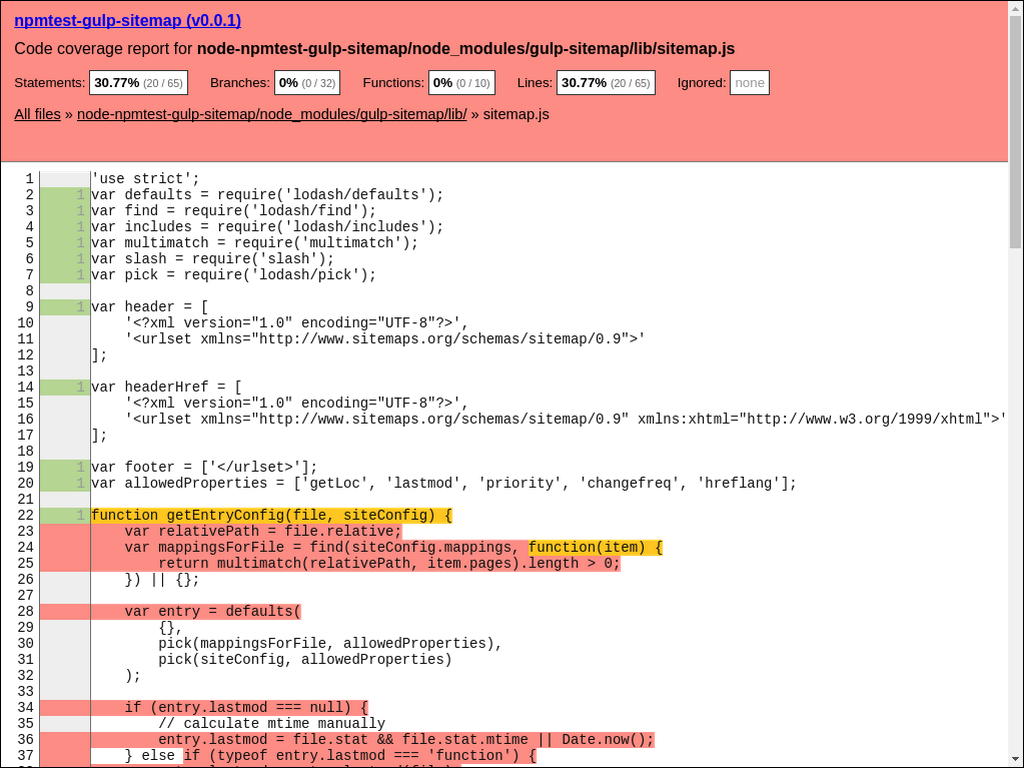 npmtest-gulp-sitemap (v0.0.1)
Code coverage report for node-npmtest-gulp-sitemap/node_modules/gulp-sitemap/lib/sitemap.js
Statements: 30.77% (20 / 65) Branches: 0% (0 / 32) Functions: 0% (0 / 10) Lines: 30.77% (20 / 65) Ignored: none
All files » node-npmtest-gulp-sitemap/node_modules/gulp-sitemap/lib/ » sitemap.js
1 'use strict';
2 1 var defaults = require('lodash/defaults');
3 1 var find = require('lodash/find');
4 1 var includes = require('lodash/includes');
5 1 var multimatch = require('multimatch');
6 1 var slash = require('slash');
7 1 var pick = require('lodash/pick');
8
9 1 var header = [
10 '<?xml version="1.0" encoding="UTF-8"?>',
11 '<urlset xmlns="http://www.sitemaps.org/schemas/sitemap/0.9">'
12 ];
13
14 1 var headerHref = [
15 '<?xml version="1.0" encoding="UTF-8"?>',
16 '<urlset xmlns="http://www.sitemaps.org/schemas/sitemap/0.9" xmlns:xhtml="http://www.w3.org/1999/xhtml">'
17 ];
18
19 1 var footer = ['</urlset>'];
20 1 var allowedProperties = ['getLoc', 'lastmod', 'priority', 'changefreq', 'hreflang'];
21
22 1 function getEntryConfig(file, siteConfig) {
23 var relativePath = file.relative;
24 var mappingsForFile = find(siteConfig.mappings, function(item) {
25 return multimatch(relativePath, item.pages).length > 0;
26 }) || {};
27
28 var entry = defaults(
29 {},
30 pick(mappingsForFile, allowedProperties),
31 pick(siteConfig, allowedProperties)
32 );
33
34 if (entry.lastmod === null) {
35 // calculate mtime manually
36 entry.lastmod = file.stat && file.stat.mtime || Date.now();
37 } else if (typeof entry.lastmod === 'function') {